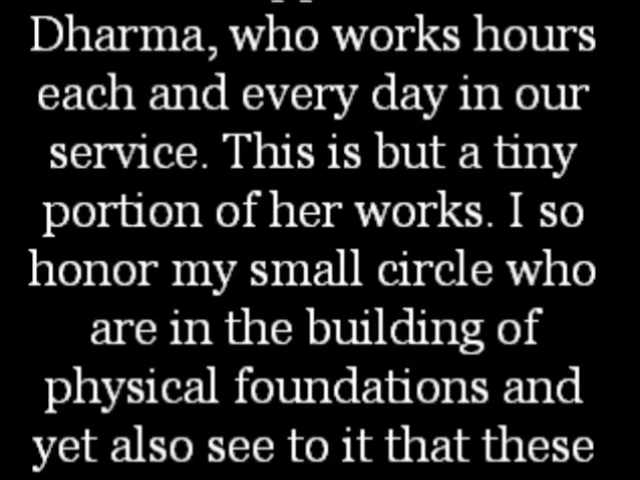 Dharma, who works hours
each and every day in our
service. This is but a tiny
portion of her works. I so
honor my small circle who
are in the building of
physical foundations and
yet also see to it that these